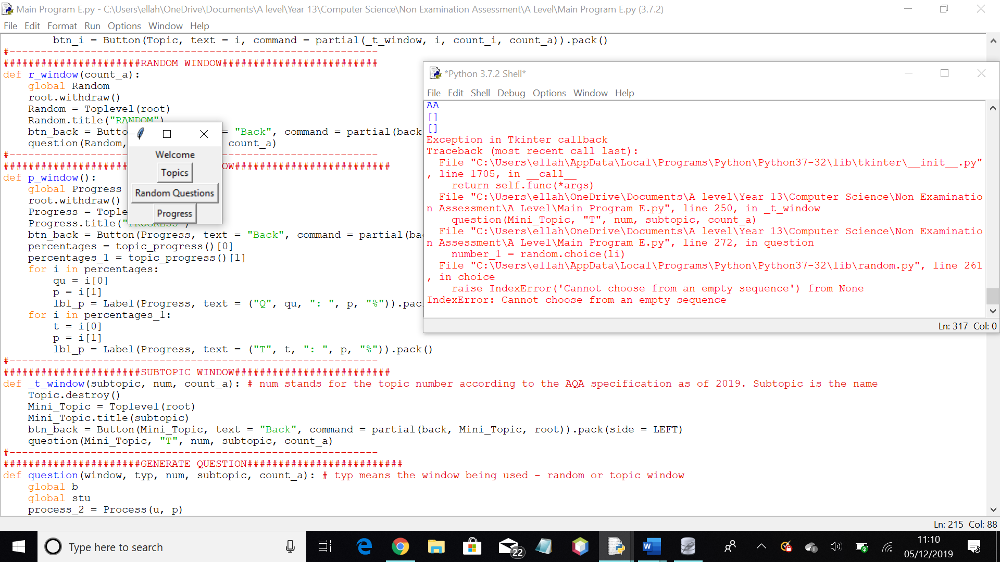 Main Program E.py - C:\Users\ellah\OneDrive\Documents\A level\Year 13\Computer Science\Non Examination Assessment\A Level\Main Program E.py (3.7.2)
File Edit Format Run Options Window Help
        btn_i = Button(Topic, text = i, command = partial(_t_window, i, count_i, count_a)).pack()
#-----------------------------------------------------------
######################RANDOM WINDOW#########################
def r_window(count_a):
    global Random
    root.withdraw()
    Random = Toplevel(root)
    Random.title("RANDOM")
    btn_back = Butto = "Back", command = partial(back
    question(Random, count_a)
#-----------------------------------------------------------
####################OW#########################
def p_window():
    global Progress
    root.withdraw()
    Progress = Tople
    Progress.title("PROGRESS")
    btn_back = Button(Progress, text = "Back", command = partial(ba
    percentages = topic_progress()[0]
    percentages_1 = topic_progress()[1]
    for i in percentages:
        qu = i[0]
        p = i[1]
        lbl_p = Label(Progress, text = ("Q", qu, ": ", p, "%")).pac
    for i in percentages_1:
        t = i[0]
        p = i[1]
        lbl_p = Label(Progress, text = ("T", t, ": ", p, "%")).pack()
#-----------------------------------------------------------
######################SUBTOPIC WINDOW#########################
def _t_window(subtopic, num, count_a): # num stands for the topic number according to the AQA specification as of 2019. Subtopic is the name
    Topic.destroy()
    Mini_Topic = Toplevel(root)
    Mini_Topic.title(subtopic)
    btn_back = Button(Mini_Topic, text = "Back", command = partial(back, Mini_Topic, root)).pack(side = LEFT)
    question(Mini_Topic, "T", num, subtopic, count_a)
#-----------------------------------------------------------
######################GENERATE QUESTION#########################
def question(window, typ, num, subtopic, count_a): # typ means the window being used - random or topic window
    global b
    global stu
    process_2 = Process(u, p)
Ln: 215 Col: 88
Welcome
Topics
Random Questions
Progress
*Python 3.7.2 Shell*
File Edit Shell Debug Options Window Help
AA
[]
[]
Exception in Tkinter callback
Traceback (most recent call last):
  File "C:\Users\ellah\AppData\Local\Programs\Python\Python37-32\lib\tkinter\__init__.py"
, line 1705, in __call__
    return self.func(*args)
  File "C:\Users\ellah\OneDrive\Documents\A level\Year 13\Computer Science\Non Examinatio
n Assessment\A Level\Main Program E.py", line 250, in _t_window
    question(Mini_Topic, "T", num, subtopic, count_a)
  File "C:\Users\ellah\OneDrive\Documents\A level\Year 13\Computer Science\Non Examinatio
n Assessment\A Level\Main Program E.py", line 272, in question
    number_1 = random.choice(li)
  File "C:\Users\ellah\AppData\Local\Programs\Python\Python37-32\lib\random.py", line 261
, in choice
    raise IndexError('Cannot choose from an empty sequence') from None
IndexError: Cannot choose from an empty sequence
Ln: 317 Col: 0
Type here to search
22
11:10
05/12/2019